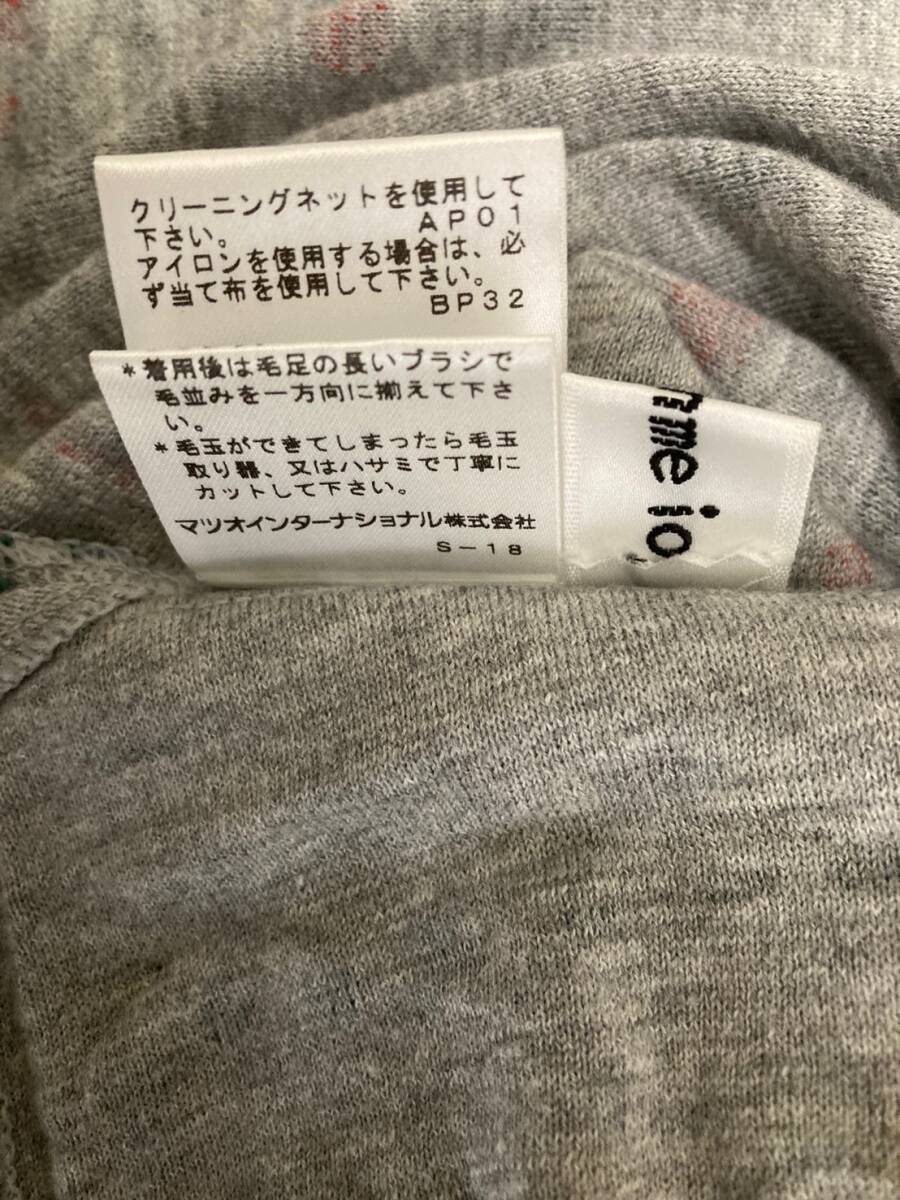 クリーニングネットを使用して
下さい。 AP01
アイロンを使用する場合は、必
ず当て布を使用して下さい。
BP32
*着用後は毛足の長いブラシで
毛並みを一方向に揃えて下さ
い。
*毛玉ができてしまったら毛玉
取り器、又はハサミで丁寧に
カットして下さい。
マツオインターナショナル株式会社
S-18
me io